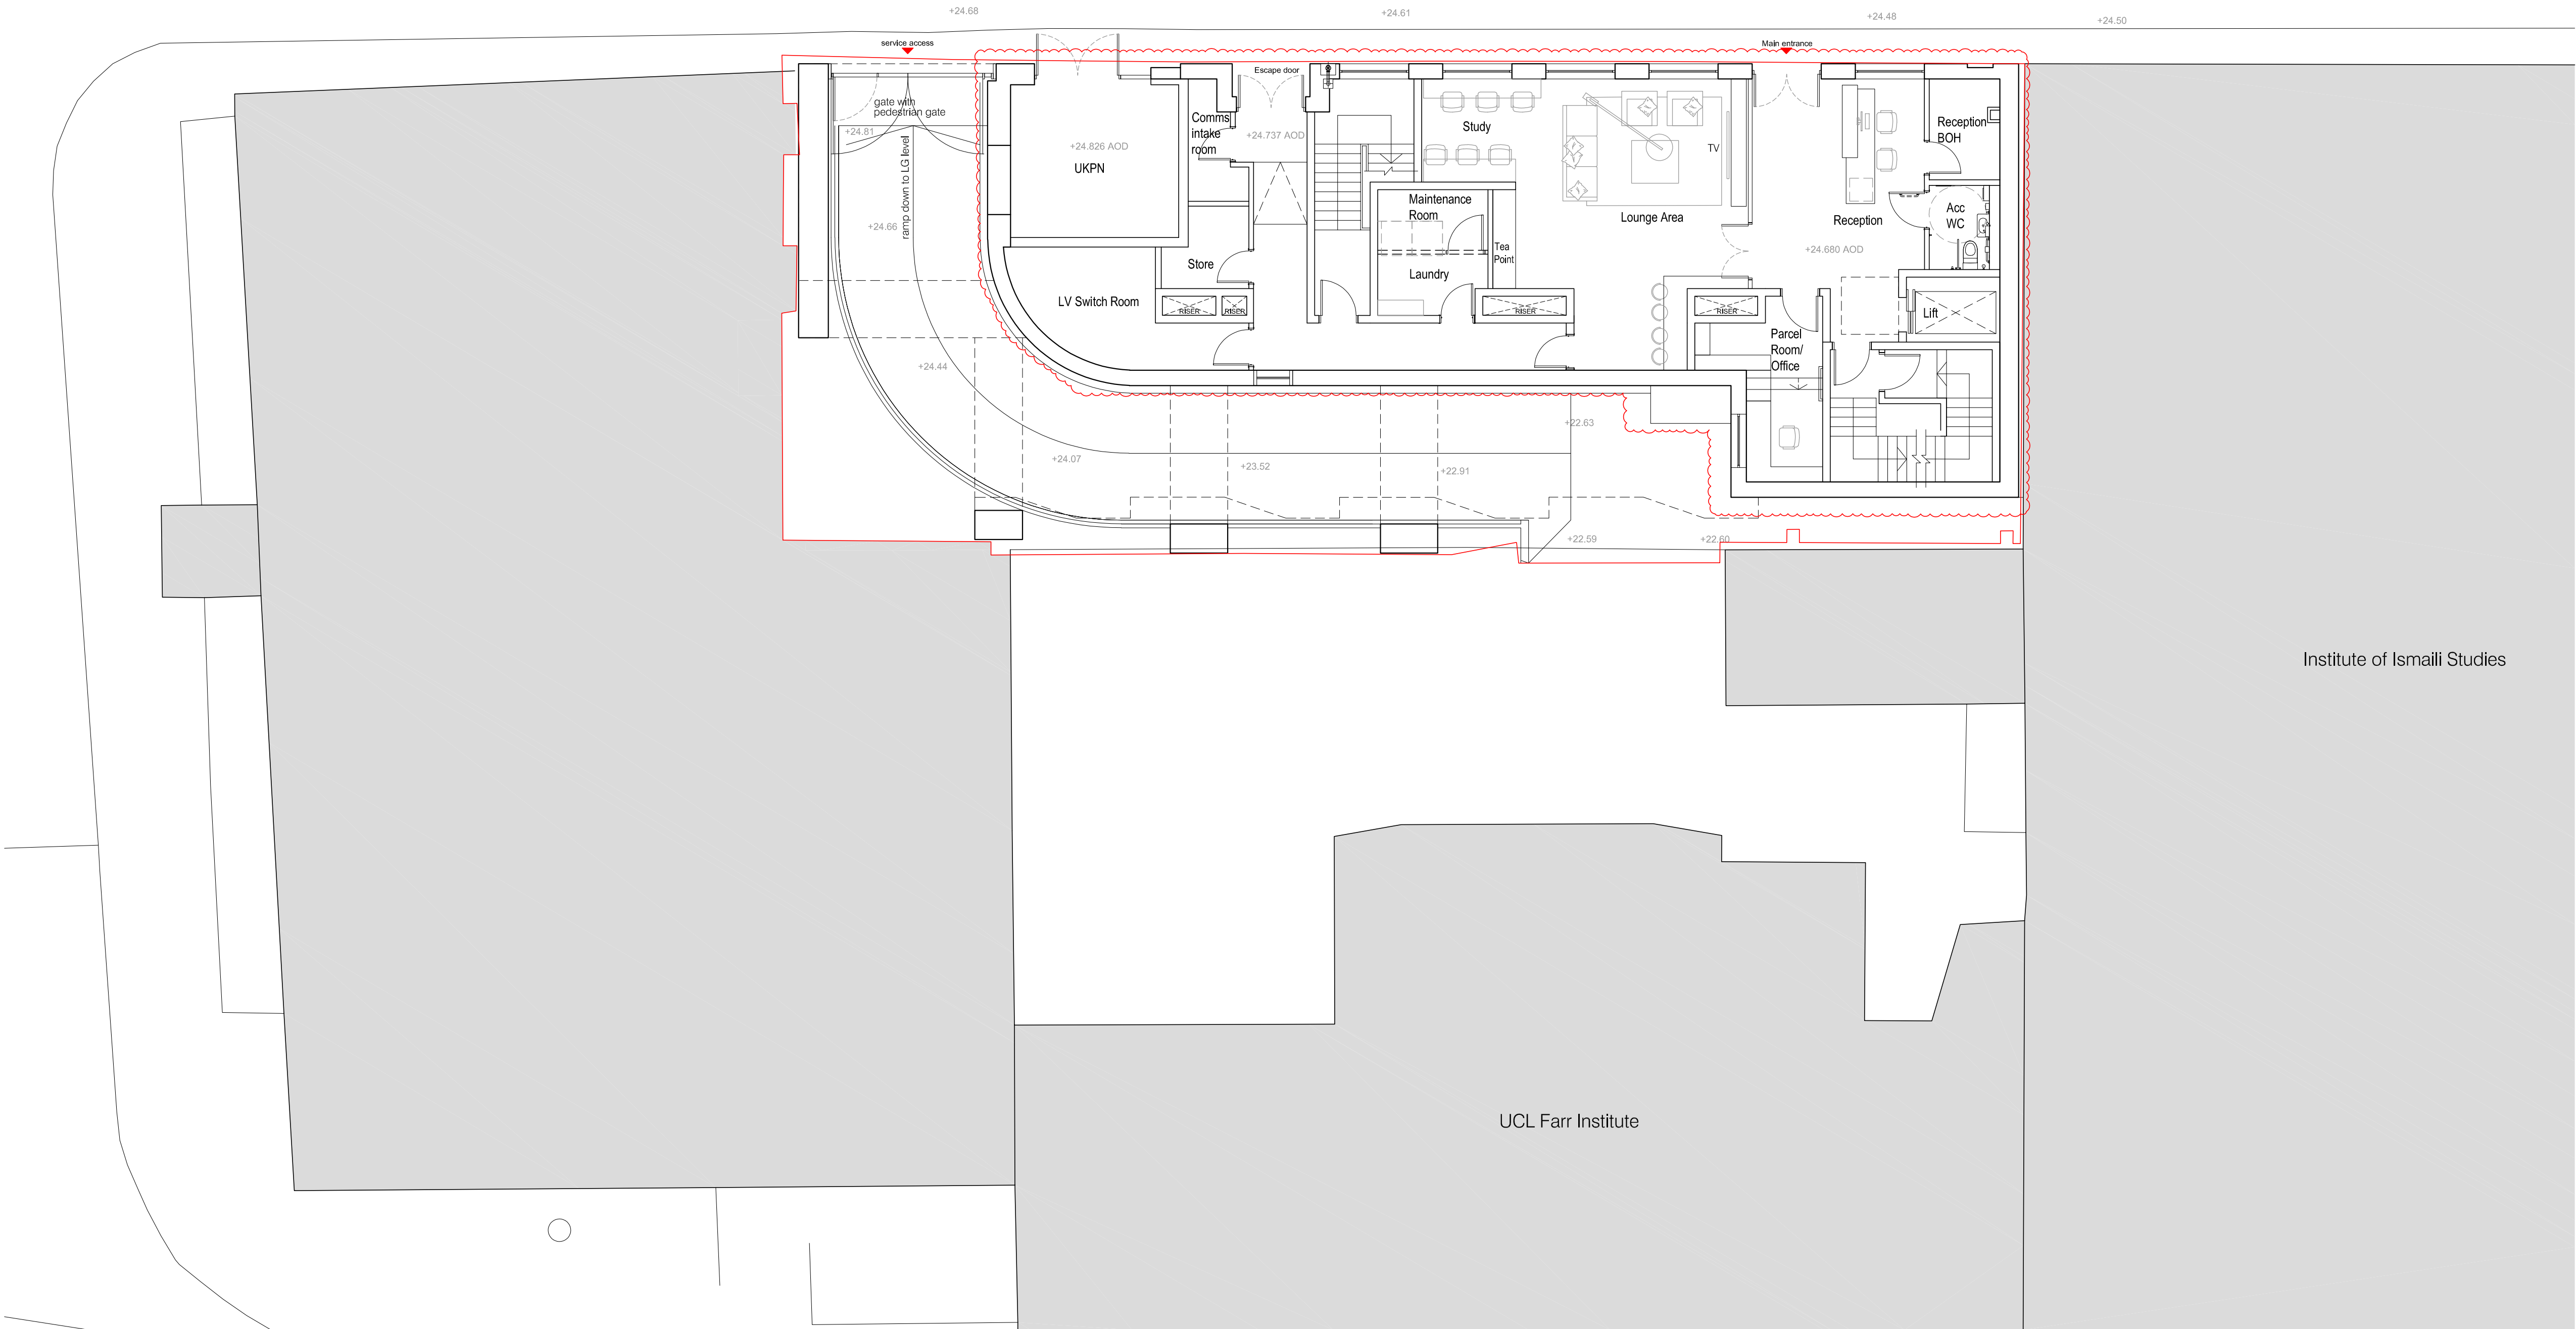 +24.68
+24.61
+24.48
+24.50
service access
Main entrance
Escape door
gate with
pedestrian gate
+24.81
ramp down to LG level
+24.66
+24.44
+24.07
+23.52
+22.91
+22.63
+22.59
+22.60
+24.826 AOD
UKPN
Comms
intake
room
+24.737 AOD
Store
LV Switch Room
RISER
RISER
Study
Maintenance
Room
Laundry
Tea
Point
RISER
Lounge Area
TV
Reception
+24.680 AOD
Reception
BOH
Acc
WC
Lift
RISER
Parcel
Room/
Office
Institute of Ismaili Studies
UCL Farr Institute